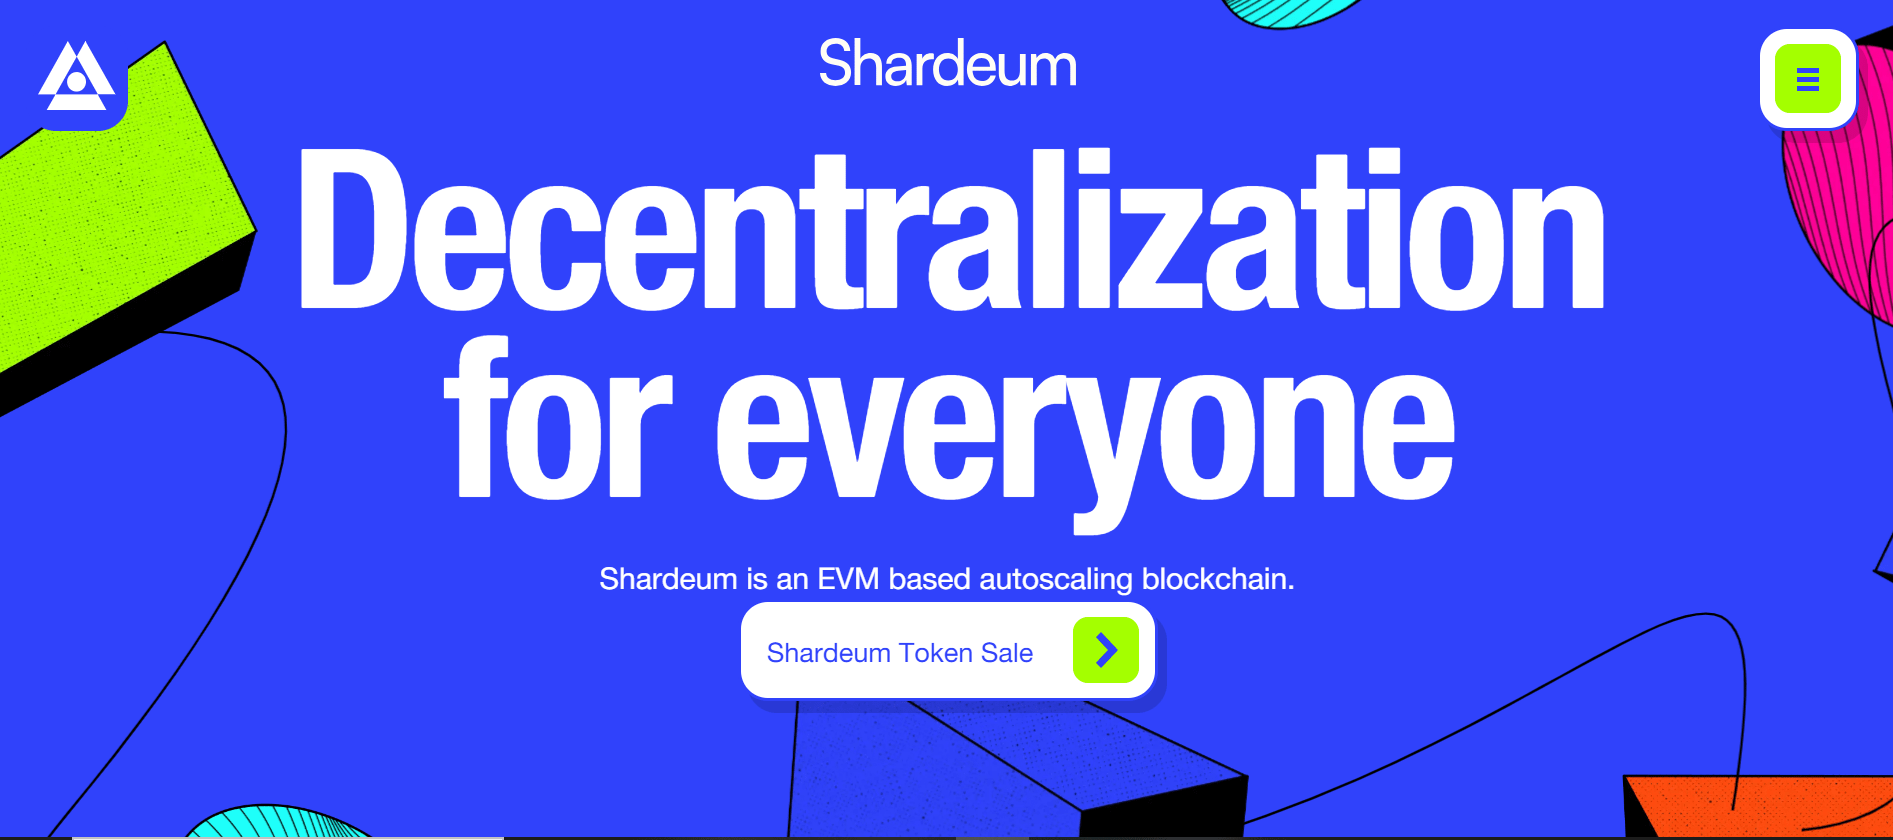 Shardeum
Decentralization
for everyone
Shardeum is an EVM based autoscaling blockchain.
Shardeum Token Sale